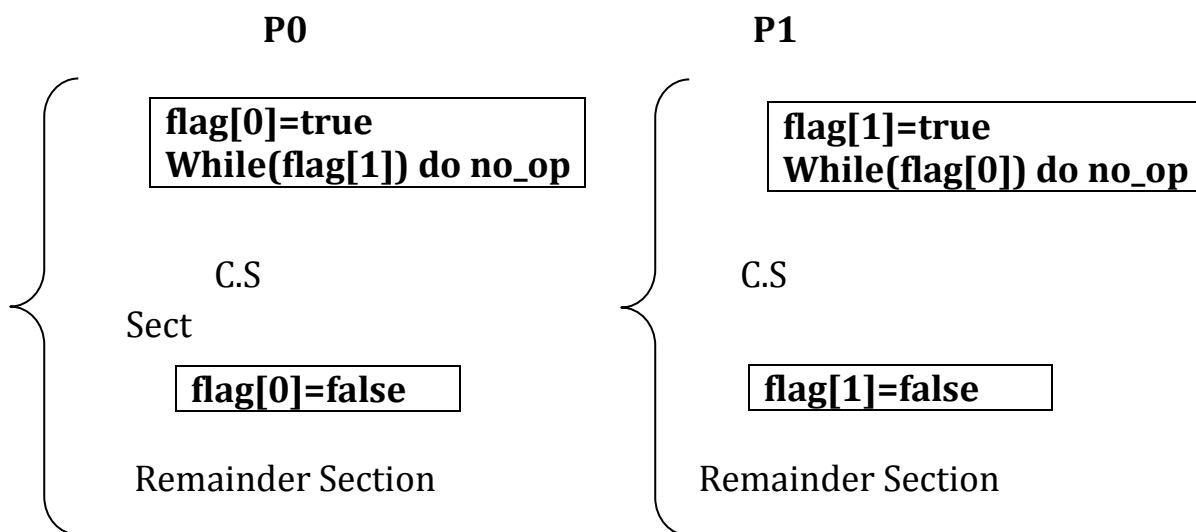 P0
flag[0]=true
While(flag[1]) do no_op
C.S
Sect
flag[0]=false
Remainder Section
P1
flag[1]=true
While(flag[0]) do no_op
C.S
flag[1]=false
Remainder Section